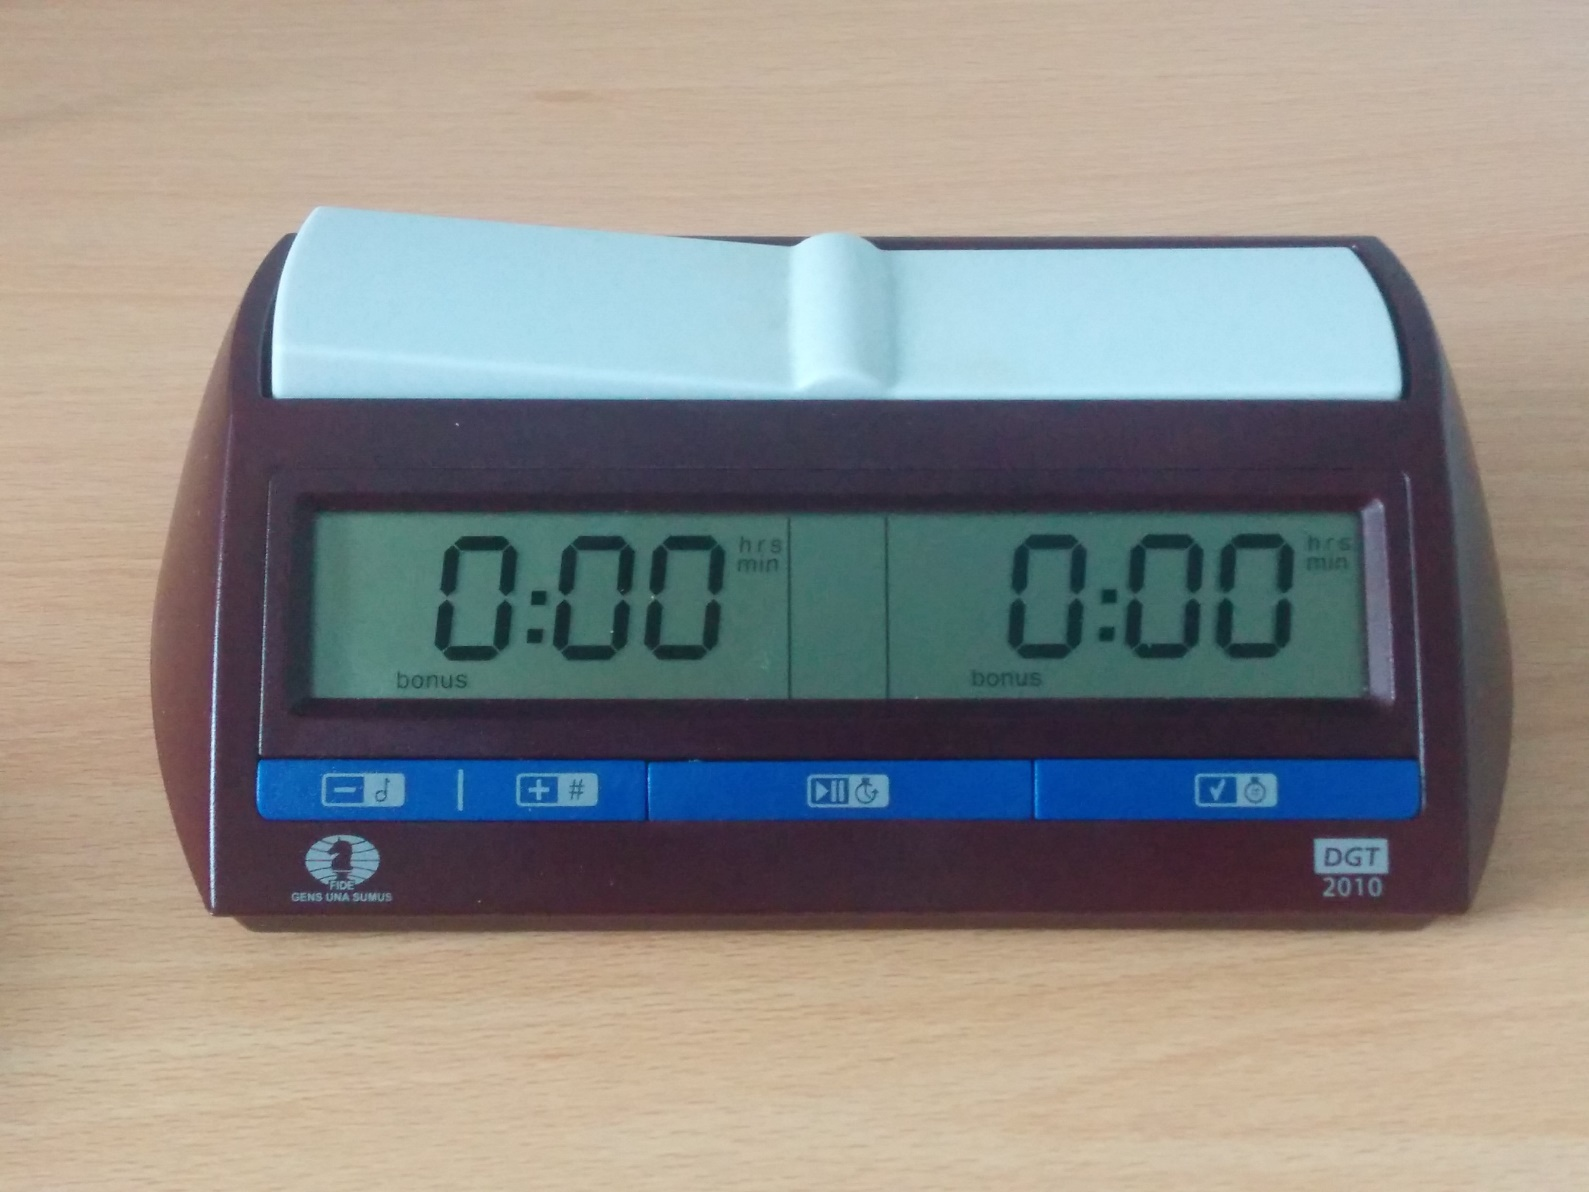 0:00 hrs min
bonus
0:00 hrs min
bonus
#
FIDE
GENS UNA SUMUS
DGT
2010